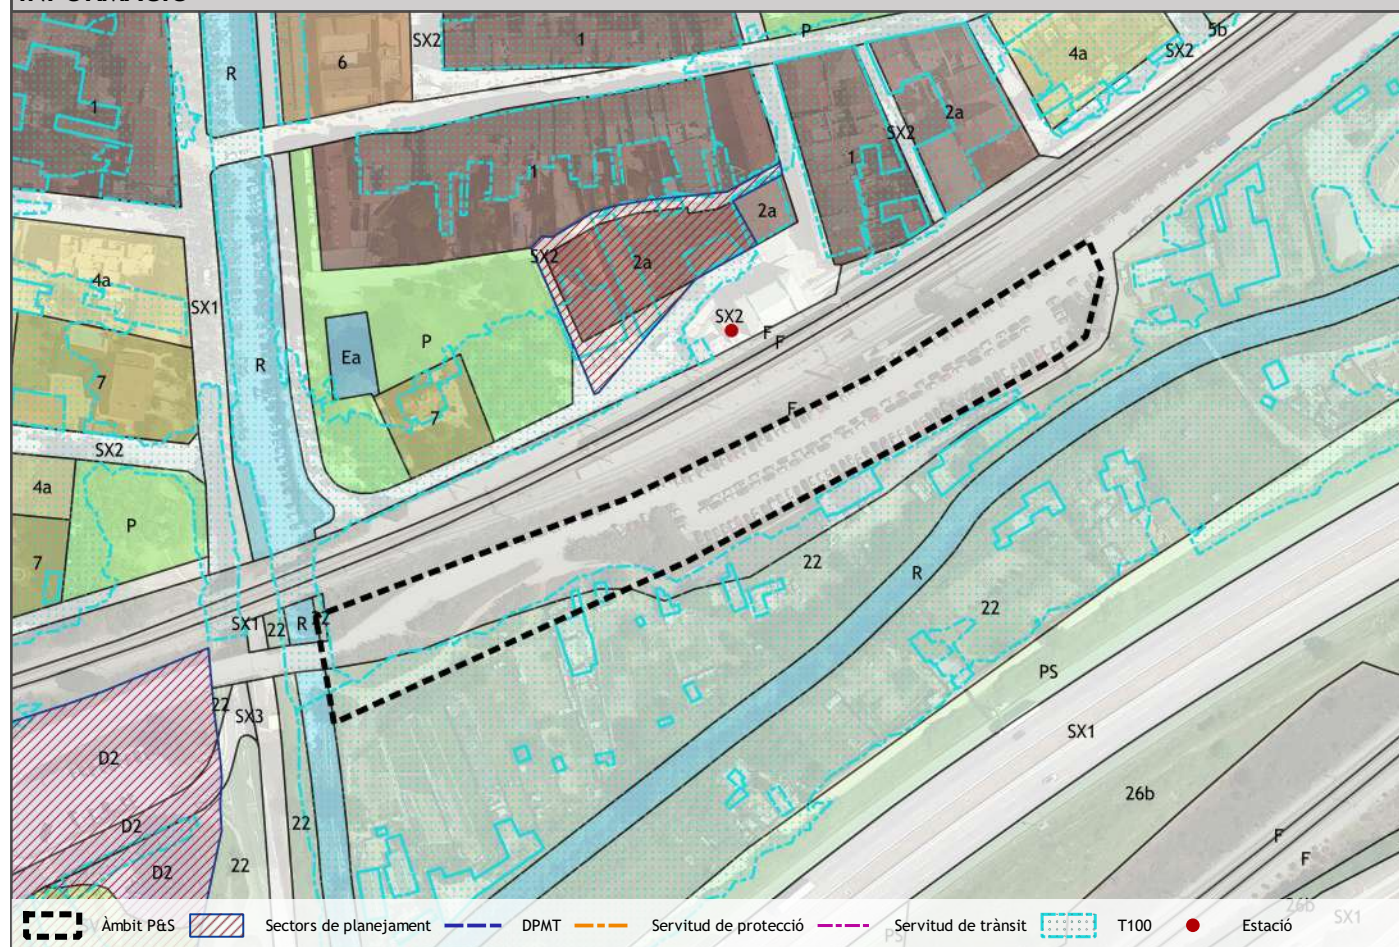 SX2
1
P
5b
R
6
4a
SX2
1
2a
SX2
1
1
2a
SX2
2a
4a
SX1
SX2
F
F
R
P
Ea
7
7
F
SX2
4a
P
7
22
R
22
SX1
22
R
PS
22
SX3
SX1
D2
26b
D2
22
F
22
D2
F
26b
SX1
PS
Àmbit P&S
Sectors de planejament
DPMT
Servitud de protecció
Servitud de trànsit
T100
Estació